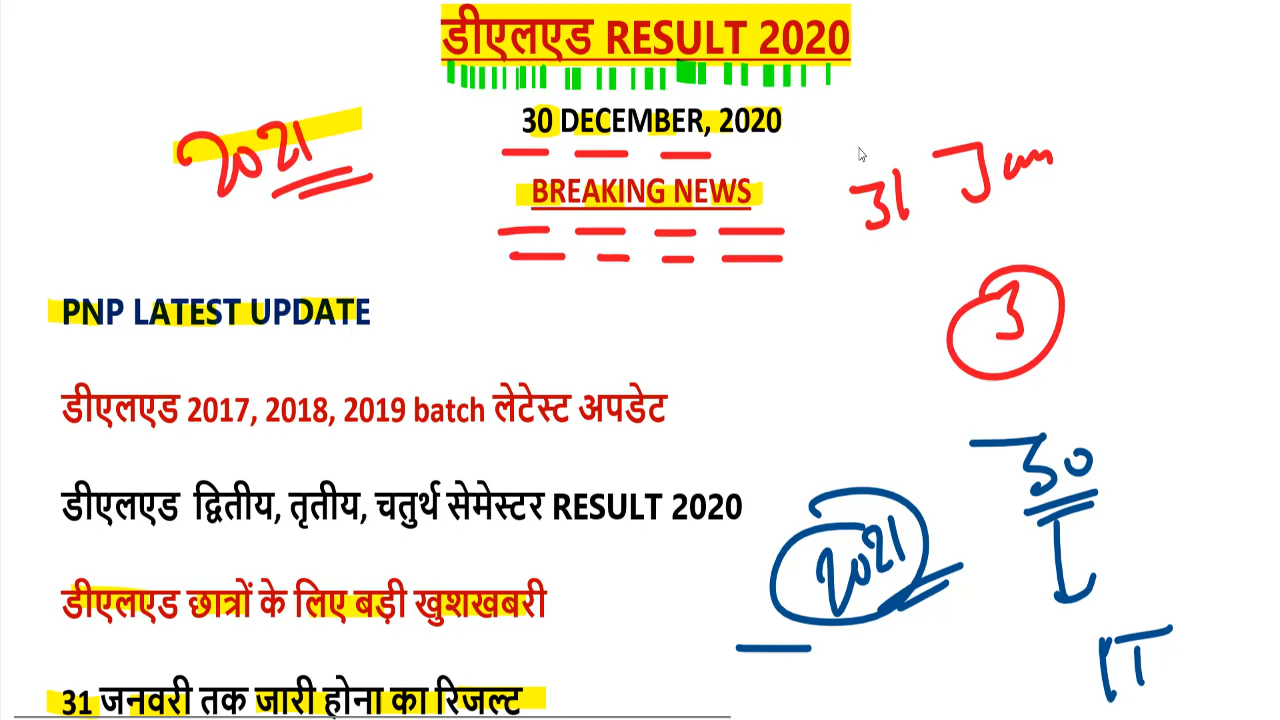 डीएलएड RESULT 2020
30 DECEMBER, 2020
2021
31 Jan
BREAKING NEWS
3
PNP LATEST UPDATE
डीएलएड 2017, 2018, 2019 batch लेटेस्ट अपडेट
30
डीएलएड द्वितीय, तृतीय, चतुर्थ सेमेस्टर RESULT 2020
2021
डीएलएड छात्रों के लिए बड़ी खुशखबरी
31 जनवरी तक जारी होना का रिजल्ट